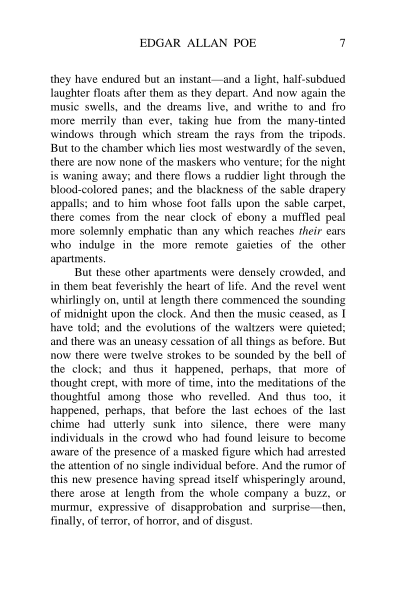 EDGAR ALLAN POE 7
they have endured but an instant—and a light, half-subdued
laughter floats after them as they depart. And now again the
music swells, and the dreams live, and writhe to and fro
more merrily than ever, taking hue from the many-tinted
windows through which stream the rays from the tripods.
But to the chamber which lies most westwardly of the seven,
there are now none of the maskers who venture; for the night
is waning away; and there flows a ruddier light through the
blood-colored panes; and the blackness of the sable drapery
appalls; and to him whose foot falls upon the sable carpet,
there comes from the near clock of ebony a muffled peal
more solemnly emphatic than any which reaches their ears
who indulge in the more remote gaieties of the other
apartments.
But these other apartments were densely crowded, and
in them beat feverishly the heart of life. And the revel went
whirlingly on, until at length there commenced the sounding
of midnight upon the clock. And then the music ceased, as I
have told; and the evolutions of the waltzers were quieted;
and there was an uneasy cessation of all things as before. But
now there were twelve strokes to be sounded by the bell of
the clock; and thus it happened, perhaps, that more of
thought crept, with more of time, into the meditations of the
thoughtful among those who revelled. And thus too, it
happened, perhaps, that before the last echoes of the last
chime had utterly sunk into silence, there were many
individuals in the crowd who had found leisure to become
aware of the presence of a masked figure which had arrested
the attention of no single individual before. And the rumor of
this new presence having spread itself whisperingly around,
there arose at length from the whole company a buzz, or
murmur, expressive of disapprobation and surprise—then,
finally, of terror, of horror, and of disgust.